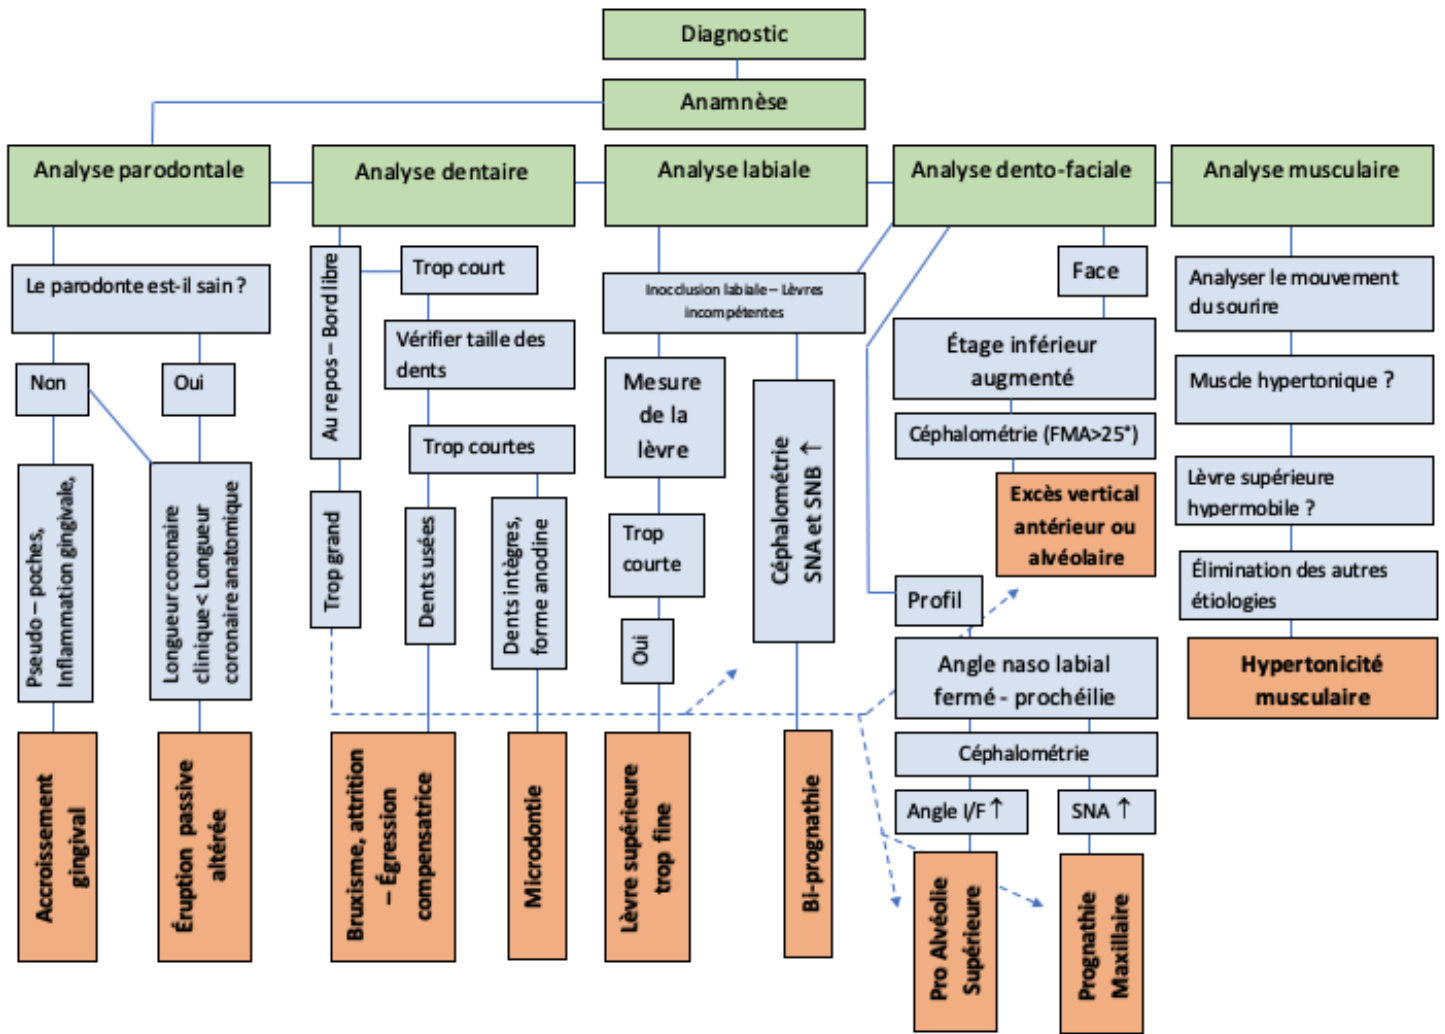 Diagnostic
Anamnèse
Analyse parodontale
Analyse dentaire
Analyse labiale
Analyse dento-faciale
Analyse musculaire
Le parodonte est-il sain ?
Non
Oui
Pseudo – poches,
Inflammation gingivale,
Longueur coronaire
clinique < Longueur
coronaire anatomique
Accroissement
gingival
Éruption passive
altérée
Au repos – Bord libre
Trop court
Vérifier taille des
dents
Trop courtes
Trop grand
Dents usées
Dents intègres,
forme anodine
Bruxisme, attrition
– Égression
compensatrice
Microdontie
Inocclusion labiale – Lèvres
incompétentes
Mesure
de la
lèvre
Trop
courte
Oui
Céphalométrie
SNA et SNB ↑
Lèvre supérieure
trop fine
Bi-prognathie
Face
Étage inférieur
augmenté
Céphalométrie (FMA>25°)
Excès vertical
antérieur ou
alvéolaire
Profil
Angle naso labial
fermé - prochéilie
Céphalométrie
Angle I/F ↑
SNA ↑
Pro Alvéolie
Supérieure
Prognathie
Maxillaire
Analyser le mouvement
du sourire
Muscle hypertonique ?
Lèvre supérieure
hypermobile ?
Élimination des autres
étiologies
Hypertonicité
musculaire